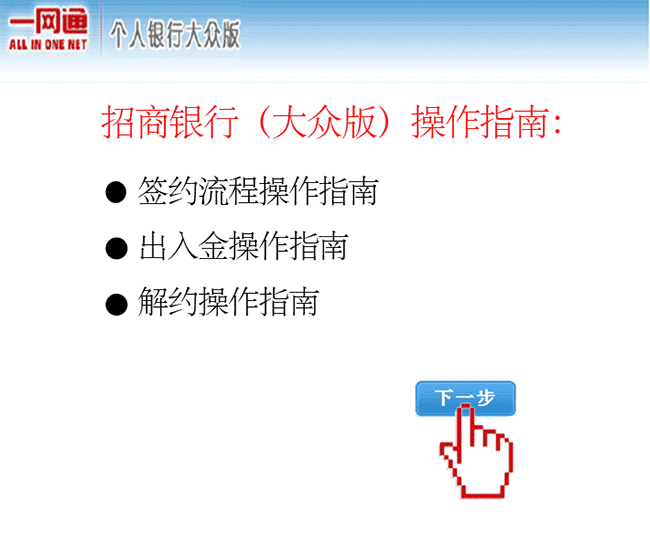 一网通
ALL IN ONE NET
个人银行大众版
招商银行（大众版）操作指南:
● 签约流程操作指南
● 出入金操作指南
● 解约操作指南
下一步